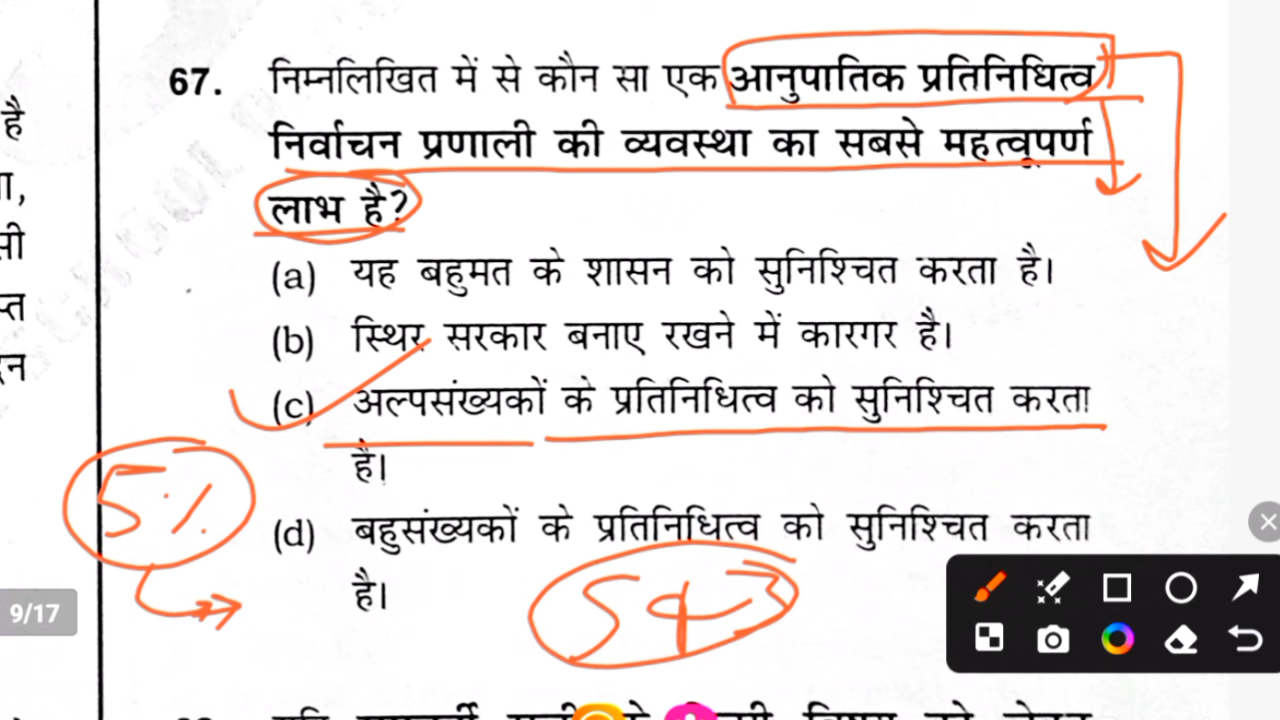 67. निम्नलिखित में से कौन सा एक आनुपातिक प्रतिनिधित्व
निर्वाचन प्रणाली की व्यवस्था का सबसे महत्वूपर्ण
लाभ है?
(a) यह बहुमत के शासन को सुनिश्चित करता है।
(b) स्थिर सरकार बनाए रखने में कारगर है।
(c) अल्पसंख्यकों के प्रतिनिधित्व को सुनिश्चित करता
है।
(d) बहुसंख्यकों के प्रतिनिधित्व को सुनिश्चित करता
है।
5%
543
9/17
है